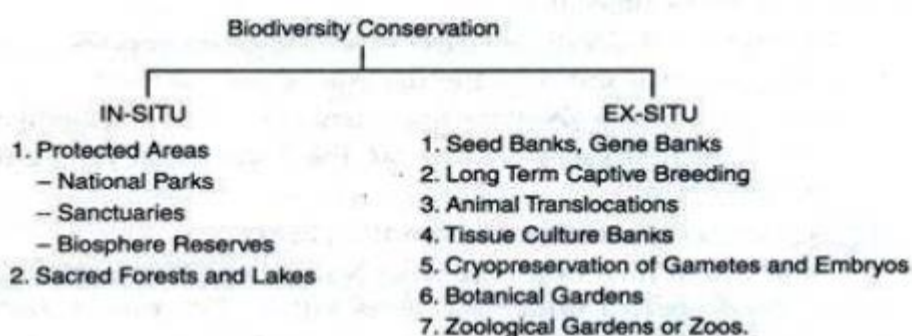 Biodiversity Conservation
IN-SITU
1. Protected Areas
– National Parks
– Sanctuaries
– Biosphere Reserves
2. Sacred Forests and Lakes
EX-SITU
1. Seed Banks, Gene Banks
2. Long Term Captive Breeding
3. Animal Translocations
4. Tissue Culture Banks
5. Cryopreservation of Gametes and Embryos
6. Botanical Gardens
7. Zoological Gardens or Zoos.